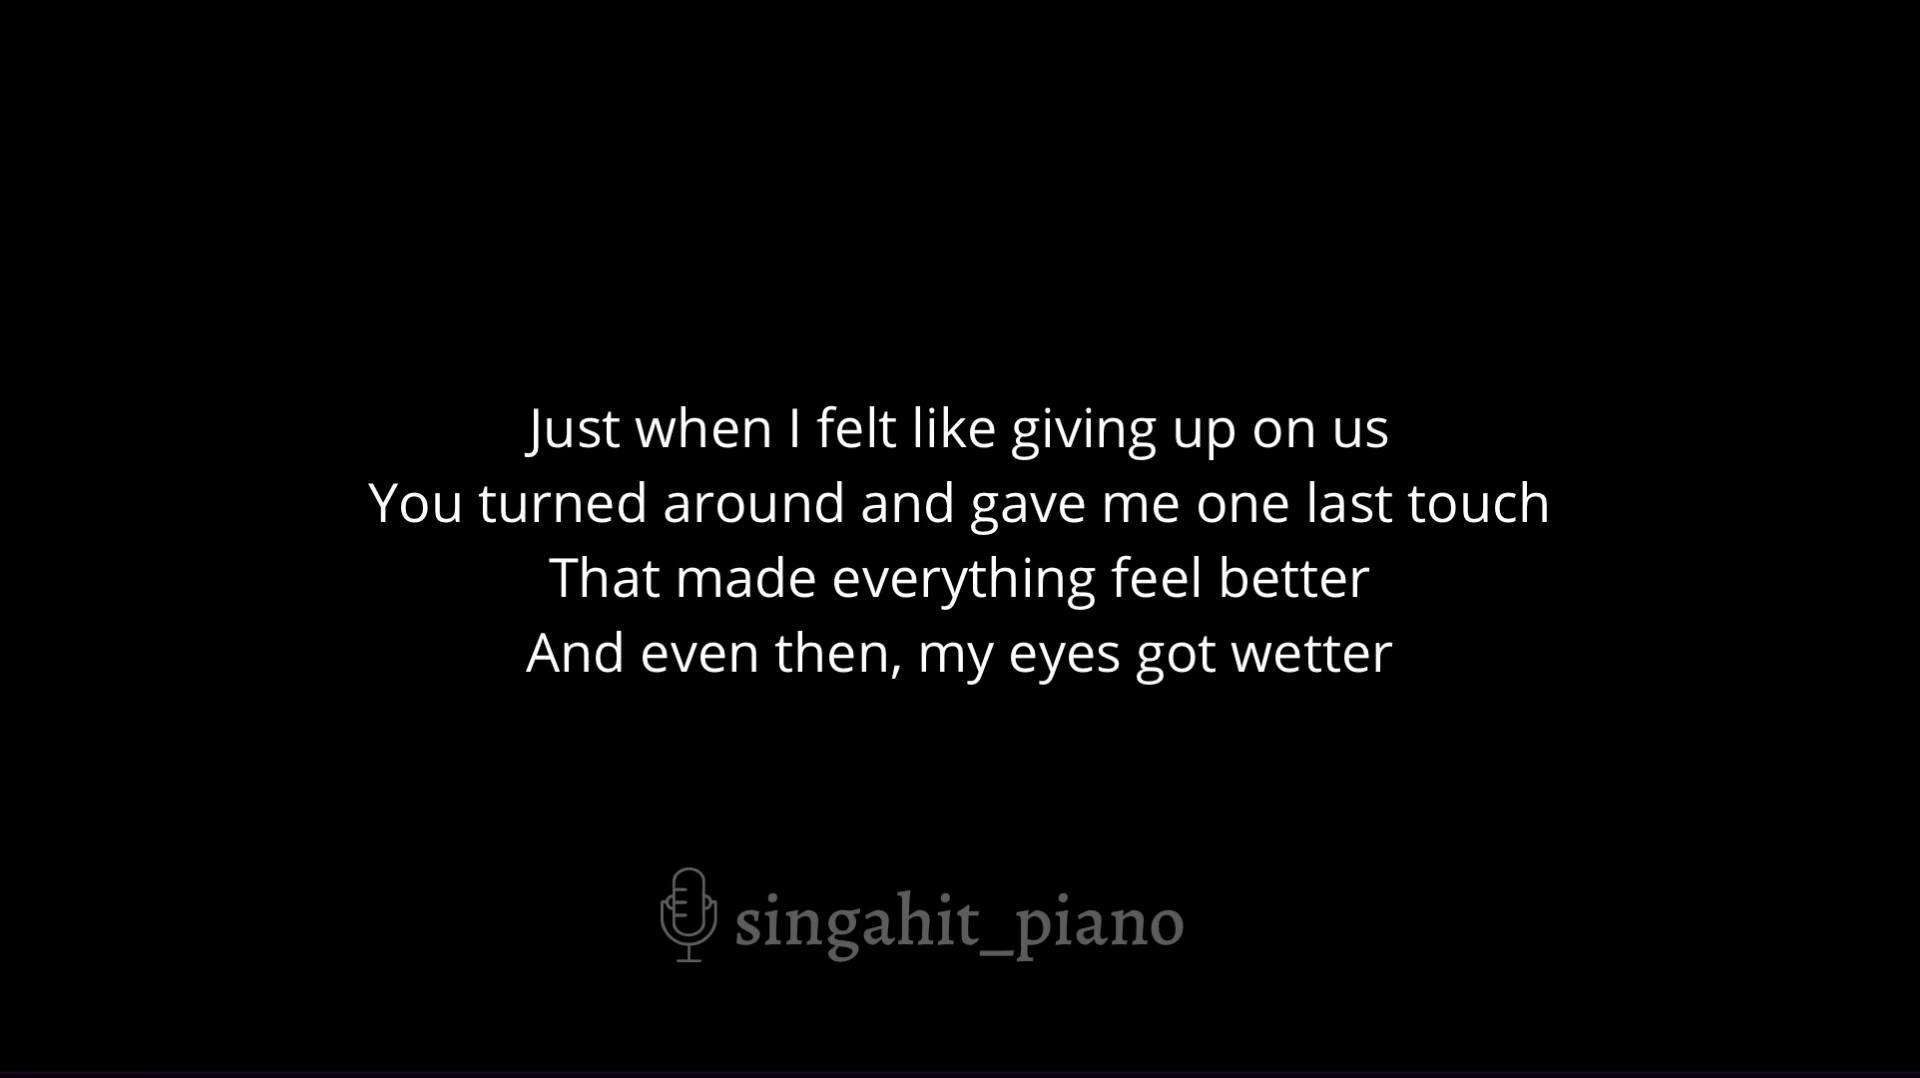 Just when I felt like giving up on us
You turned around and gave me one last touch
That made everything feel better
And even then, my eyes got wetter
singahit_piano